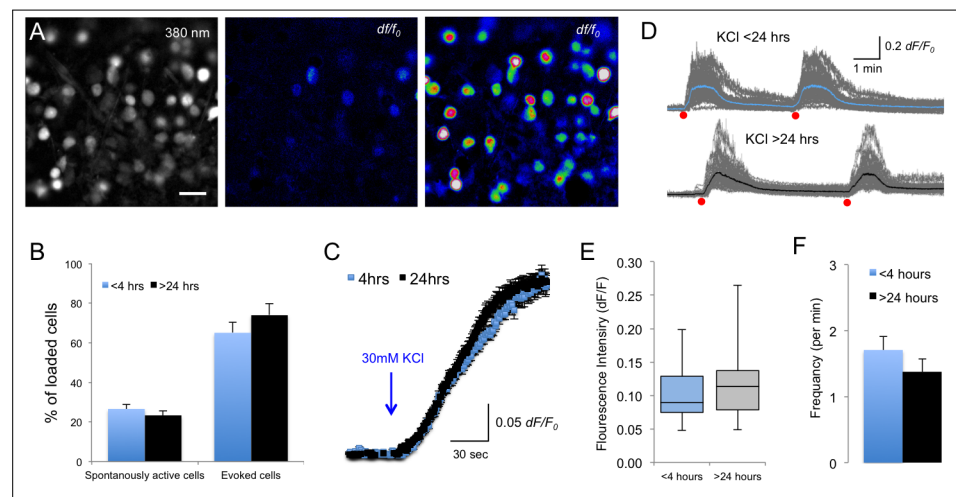 A
380 nm
df/f0
df/f0
D
KCl <24 hrs
0.2 dF/F0
1 min
KCl >24 hrs
B
<4 hrs
>24 hrs
% of loaded cells
100
80
60
40
20
0
Spontanously active cells
Evoked cells
C
4hrs
24hrs
30mM KCl
0.05 dF/F0
30 sec
E
Flourescence Intensiry (dF/F)
0.30
0.25
0.20
0.15
0.10
0.05
0.00
<4 hours
>24 hours
F
<4 hours
>24 hours
Frequancy (per min)
3
2
1
0